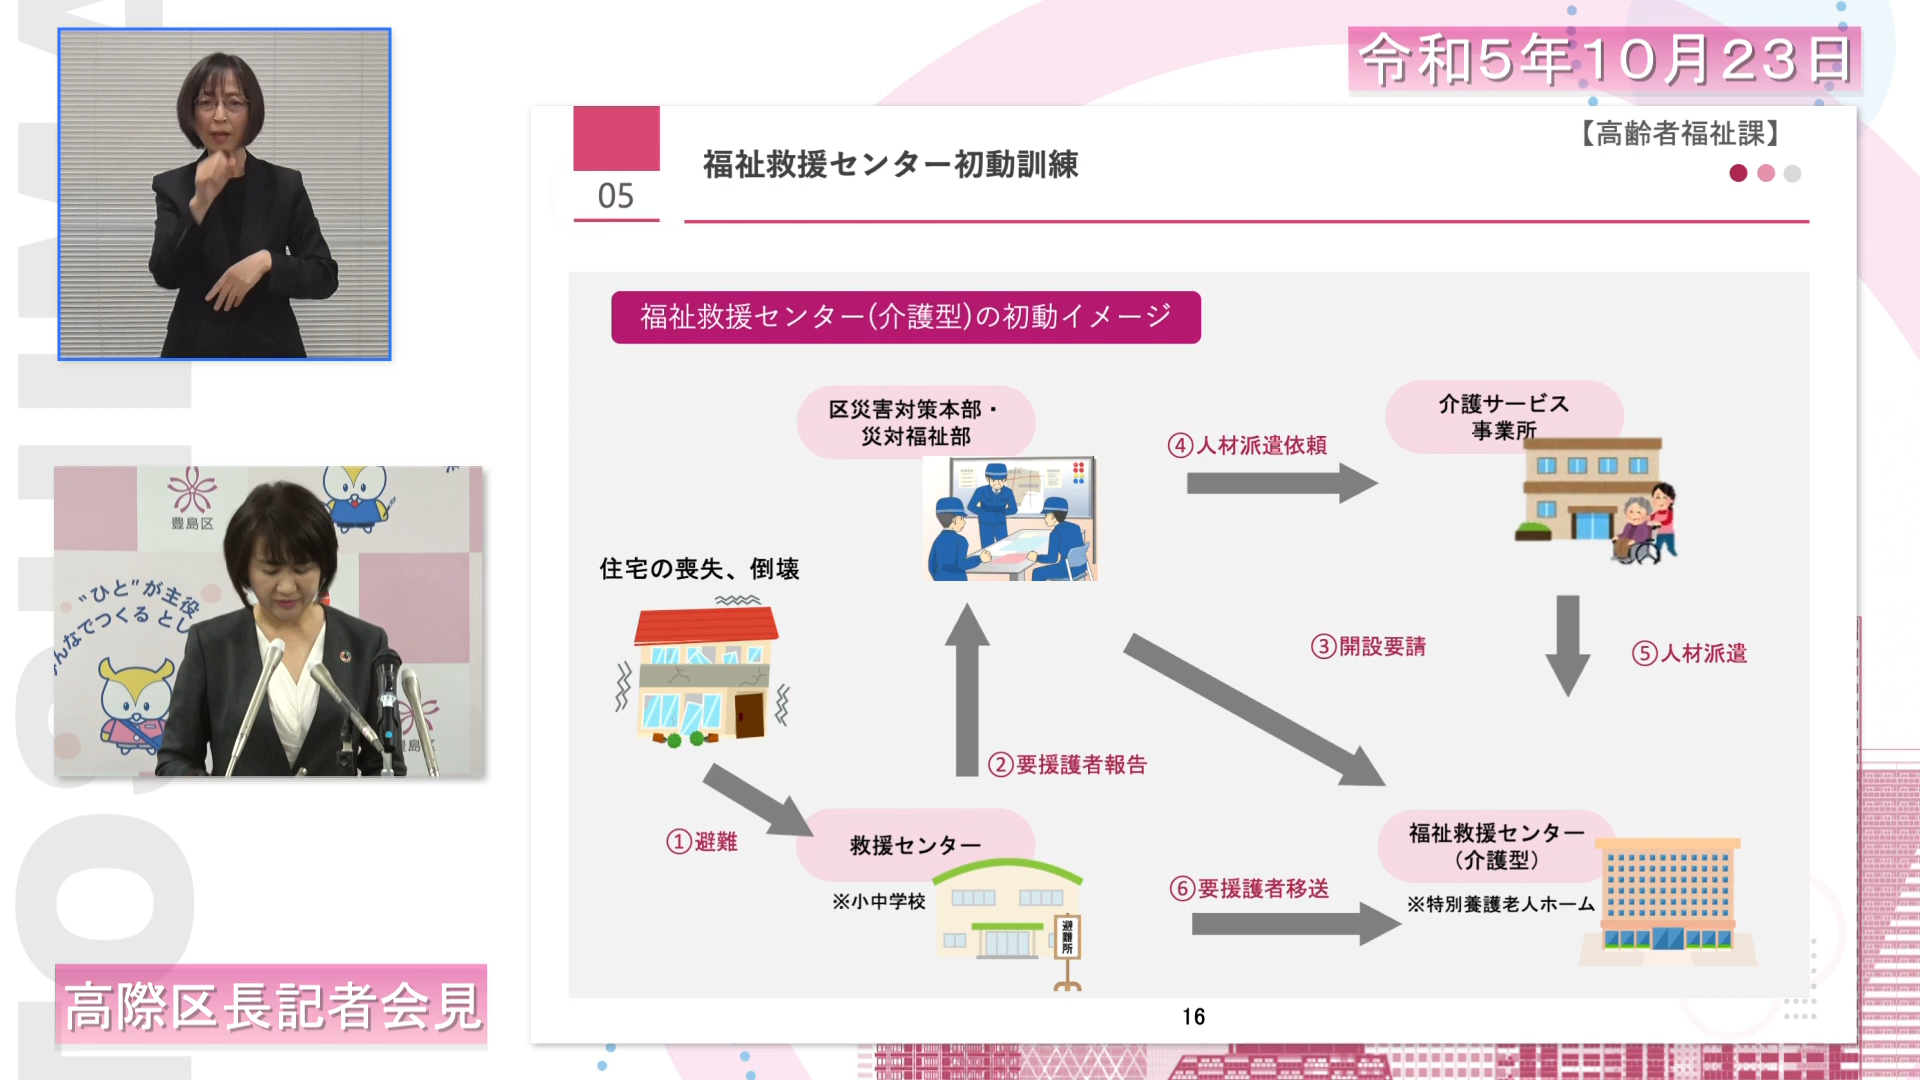 令和5年10月23日
【高齢者福祉課】
福祉救援センター初動訓練
05
福祉救援センター(介護型)の初動イメージ
区災害対策本部・
災対福祉部
④人材派遣依頼
介護サービス
事業所
住宅の喪失、倒壊
③開設要請
⑤人材派遣
②要援護者報告
①避難
救援センター
※小中学校
避難所
⑥要援護者移送
福祉救援センター
（介護型）
※特別養護老人ホーム
16
豊島区
"ひと"が主役
んなでつくる とし
島区
高際区長記者会見